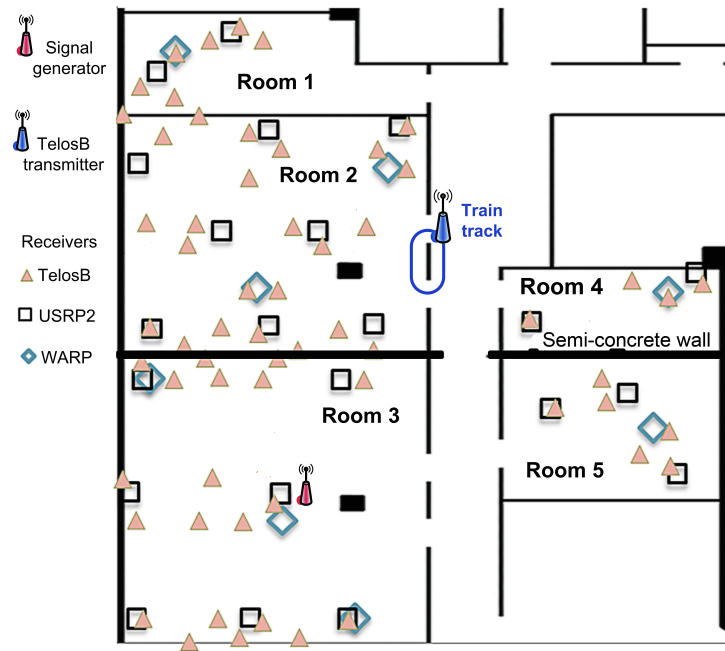 Signal
generator
TelosB
transmitter
Receivers
TelosB
USRP2
WARP
Room 1
Room 2
Train
track
Room 4
Semi-concrete wall
Room 3
Room 5